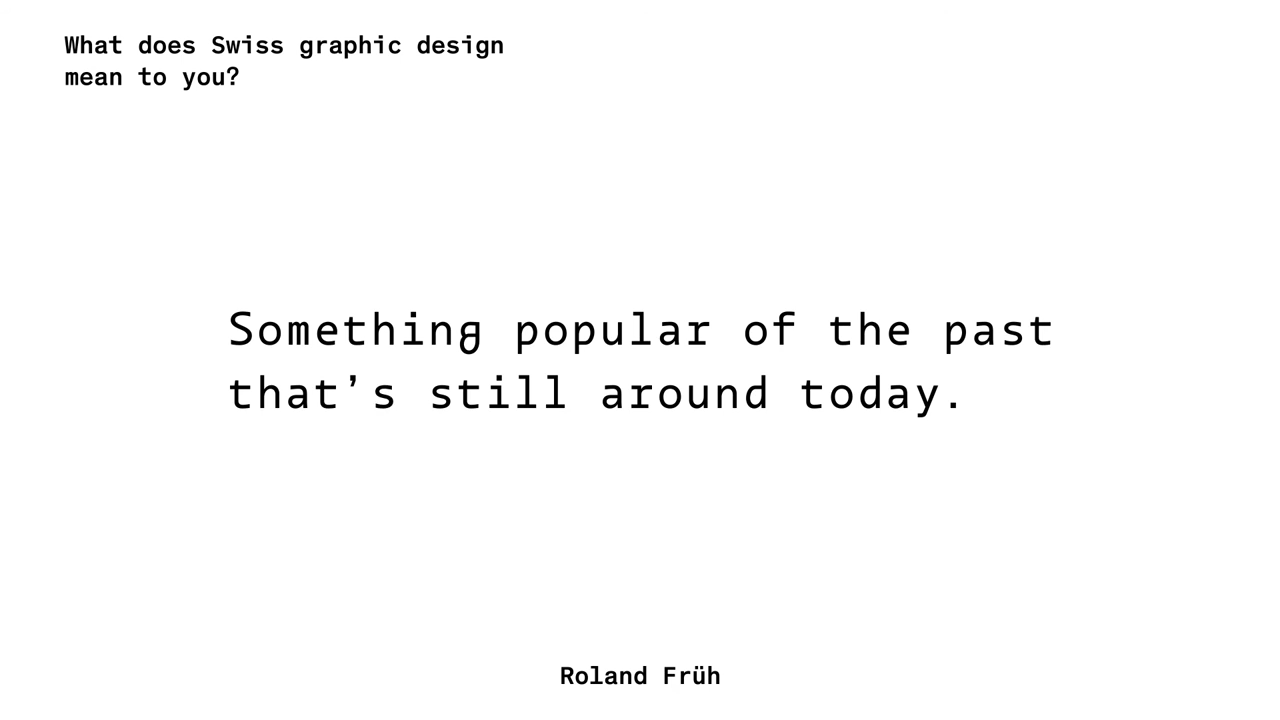 What does Swiss graphic design
mean to you?
Something popular of the past
that’s still around today.
Roland Früh